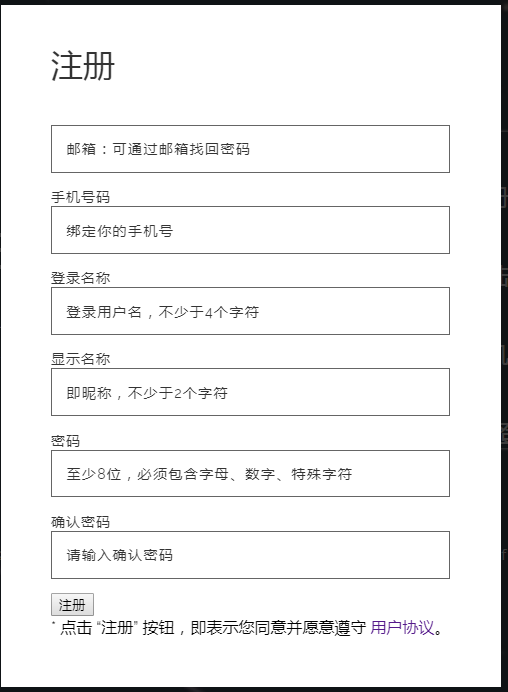 注册
邮箱：可通过邮箱找回密码
手机号码
绑定你的手机号
登录名称
登录用户名，不少于4个字符
显示名称
即昵称，不少于2个字符
密码
至少8位，必须包含字母、数字、特殊字符
确认密码
请输入确认密码
注册
* 点击 “注册” 按钮，即表示您同意并愿意遵守 用户协议。